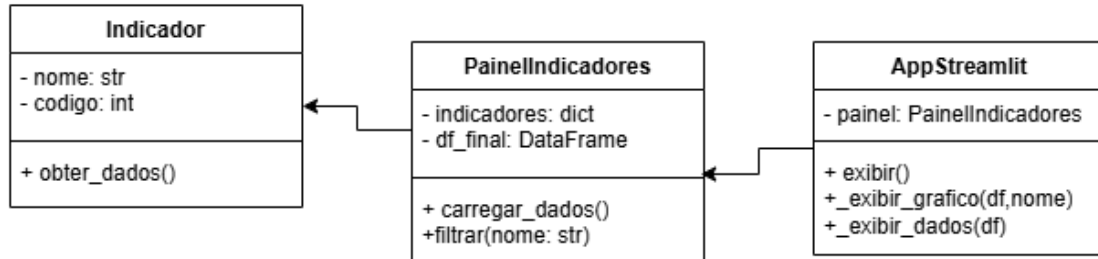 Indicador
- nome: str
- codigo: int
+ obter_dados()
PainelIndicadores
- indicadores: dict
- df_final: DataFrame
+ carregar_dados()
+filtrar(nome: str)
AppStreamlit
- painel: PainelIndicadores
+ exibir()
+_exibir_grafico(df,nome)
+_exibir_dados(df)